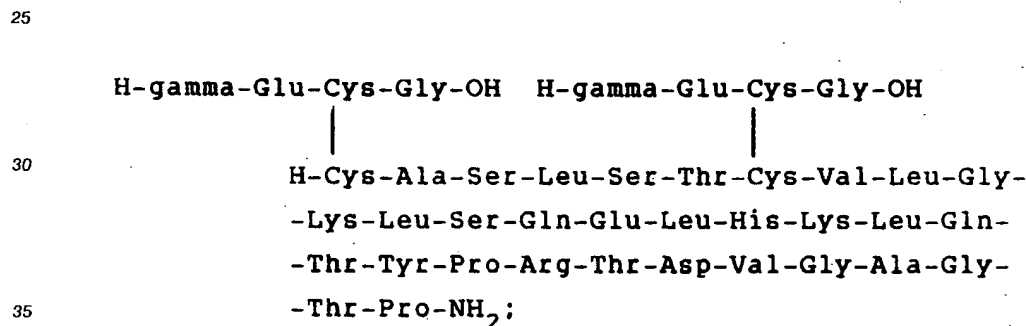 25
H-gamma-Glu-Cys-Gly-OH H-gamma-Glu-Cys-Gly-OH
30 H-Cys-Ala-Ser-Leu-Ser-Thr-Cys-Val-Leu-Gly-
-Lys-Leu-Ser-Gln-Glu-Leu-His-Lys-Leu-Gln-
-Thr-Tyr-Pro-Arg-Thr-Asp-Val-Gly-Ala-Gly-
35 -Thr-Pro-NH₂;